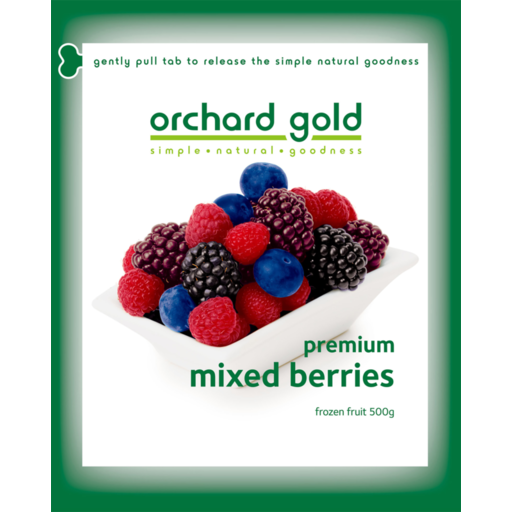 gently pull tab to release the simple natural goodness
orchard gold
simple • natural • goodness
premium
mixed berries
frozen fruit 500g